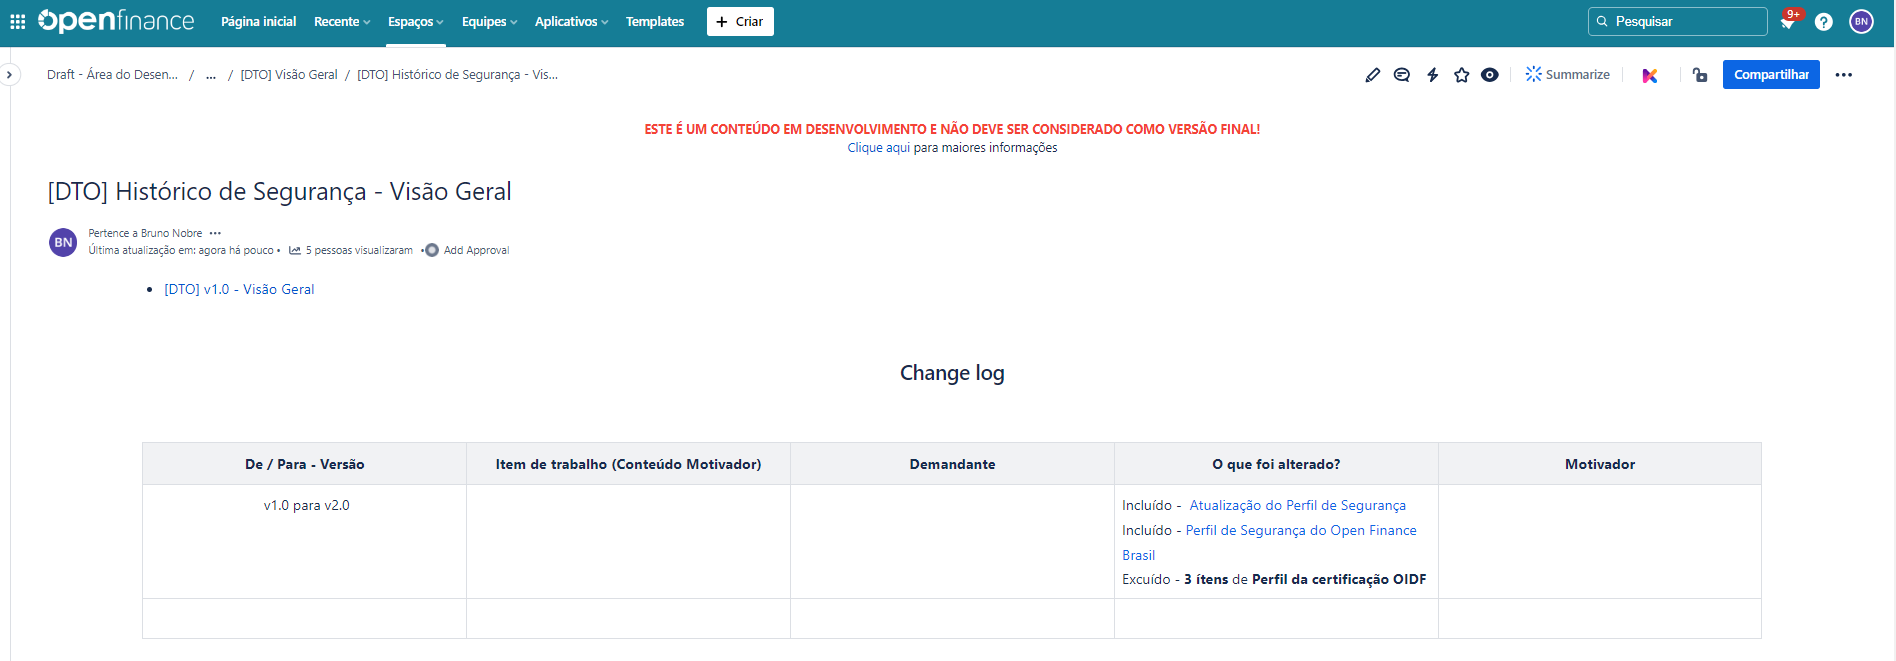 openfinance Página inicial Recente Espaços Equipes Aplicativos Templates + Criar Pesquisar 9+ ? BN
Draft - Área do Desen... / ... / [DTO] Visão Geral / [DTO] Histórico de Segurança - Vis... Summarize Compartilhar
ESTE É UM CONTEÚDO EM DESENVOLVIMENTO E NÃO DEVE SER CONSIDERADO COMO VERSÃO FINAL!
Clique aqui para maiores informações
[DTO] Histórico de Segurança - Visão Geral
BN
Pertence a Bruno Nobre
Última atualização em: agora há pouco • 5 pessoas visualizaram • Add Approval
• [DTO] v1.0 - Visão Geral
Change log
De / Para - Versão Item de trabalho (Conteúdo Motivador) Demandante O que foi alterado? Motivador
v1.0 para v2.0
Incluído - Atualização do Perfil de Segurança
Incluído - Perfil de Segurança do Open Finance
Brasil
Excuído - 3 ítens de Perfil da certificação OIDF